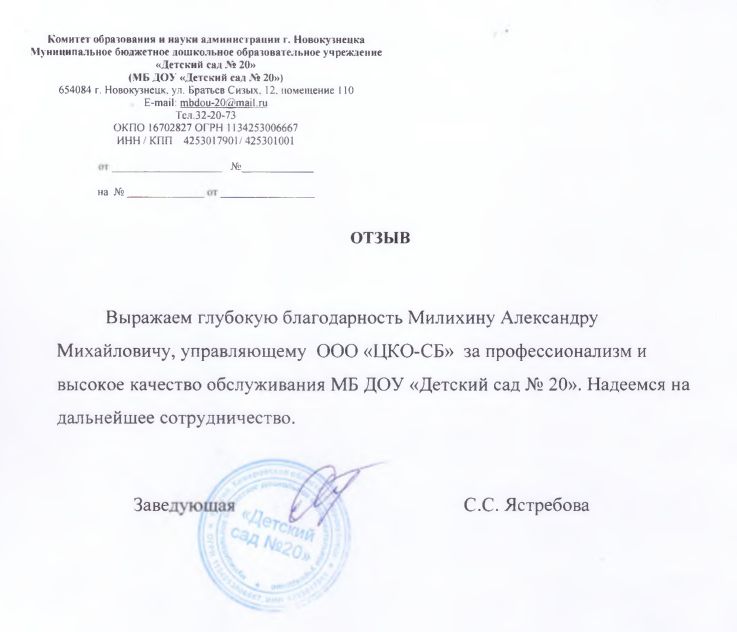 Комитет образования и науки администрации г. Новокузнецка
Муниципальное бюджетное дошкольное образовательное учреждение
«Детский сад № 20»
(МБ ДОУ «Детский сад № 20»)
654084 г. Новокузнецк, ул. Братьев Сизых, 12, помещение 110
E-mail: mbdou-20@mail.ru
Тел.32-20-73
ОКПО 16702827 ОГРН 1134253006667
ИНН / КПП 4253017901/ 425301001
от ____________________ № _____________
на № ______________ от _________________
ОТЗЫВ
Выражаем глубокую благодарность Милихину Александру
Михайловичу, управляющему ООО «ЦКО-СБ» за профессионализм и
высокое качество обслуживания МБ ДОУ «Детский сад № 20». Надеемся на
дальнейшее сотрудничество.
Заведующая С.С. Ястребова
«Детский
сад №20»